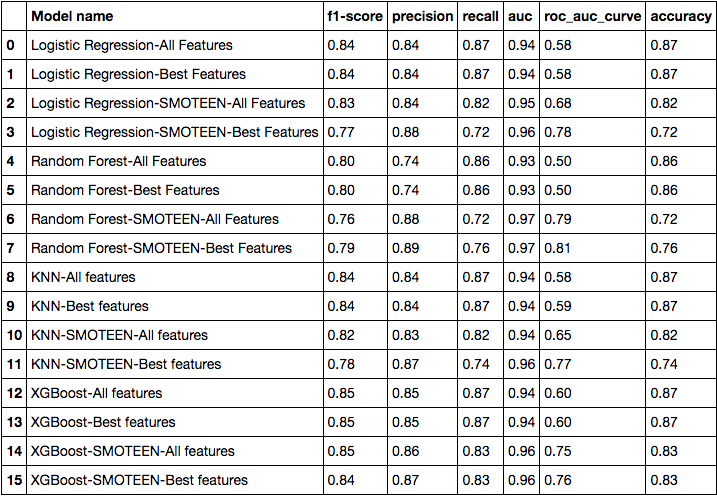 Model name f1-score precision recall auc roc_auc_curve accuracy
0 Logistic Regression-All Features 0.84 0.84 0.87 0.94 0.58 0.87
1 Logistic Regression-Best Features 0.84 0.84 0.87 0.94 0.58 0.87
2 Logistic Regression-SMOTEEN-All Features 0.83 0.84 0.82 0.95 0.68 0.82
3 Logistic Regression-SMOTEEN-Best Features 0.77 0.88 0.72 0.96 0.78 0.72
4 Random Forest-All Features 0.80 0.74 0.86 0.93 0.50 0.86
5 Random Forest-Best Features 0.80 0.74 0.86 0.93 0.50 0.86
6 Random Forest-SMOTEEN-All Features 0.76 0.88 0.72 0.97 0.79 0.72
7 Random Forest-SMOTEEN-Best Features 0.79 0.89 0.76 0.97 0.81 0.76
8 KNN-All features 0.84 0.84 0.87 0.94 0.58 0.87
9 KNN-Best features 0.84 0.84 0.87 0.94 0.59 0.87
10 KNN-SMOTEEN-All features 0.82 0.83 0.82 0.94 0.65 0.82
11 KNN-SMOTEEN-Best features 0.78 0.87 0.74 0.96 0.77 0.74
12 XGBoost-All features 0.85 0.85 0.87 0.94 0.60 0.87
13 XGBoost-Best features 0.85 0.85 0.87 0.94 0.60 0.87
14 XGBoost-SMOTEEN-All features 0.85 0.86 0.83 0.96 0.75 0.83
15 XGBoost-SMOTEEN-Best features 0.84 0.87 0.83 0.96 0.76 0.83